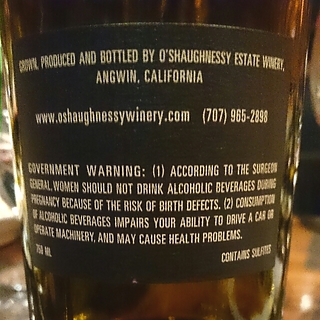 GROWN, PRODUCED AND BOTTLED BY O'SHAUGHNESSY ESTATE WINERY,
ANGWIN, CALIFORNIA
www.oshaughnessywinery.com (707) 965-2898
GOVERNMENT WARNING: (1) ACCORDING TO THE SURGEON
GENERAL, WOMEN SHOULD NOT DRINK ALCOHOLIC BEVERAGES DURING
PREGNANCY BECAUSE OF THE RISK OF BIRTH DEFECTS. (2) CONSUMPTION
OF ALCOHOLIC BEVERAGES IMPAIRS YOUR ABILITY TO DRIVE A CAR OR
OPERATE MACHINERY, AND MAY CAUSE HEALTH PROBLEMS.
750 ML CONTAINS SULFITES